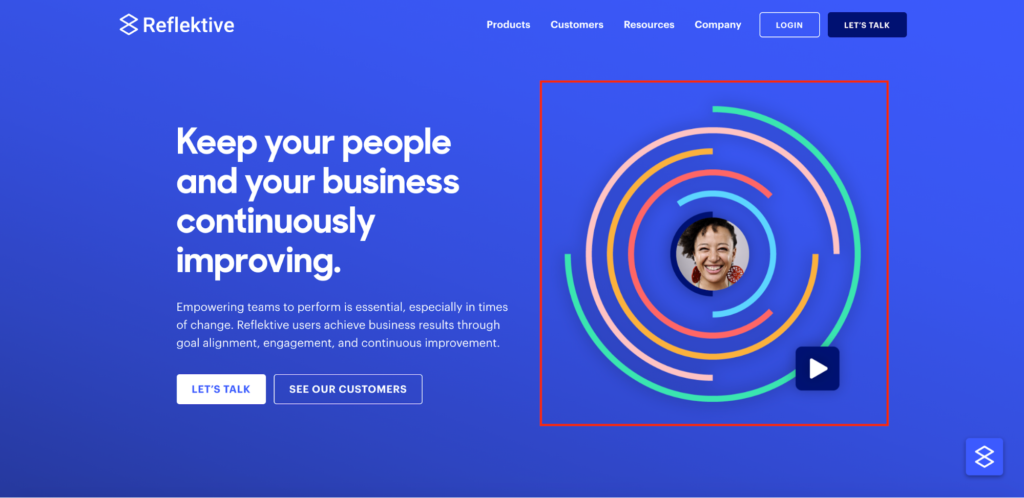 Reflektive
Products
Customers
Resources
Company
LOGIN
LET'S TALK
Keep your people
and your business
continuously
improving.
Empowering teams to perform is essential, especially in times
of change. Reflektive users achieve business results through
goal alignment, engagement, and continuous improvement.
LET'S TALK
SEE OUR CUSTOMERS